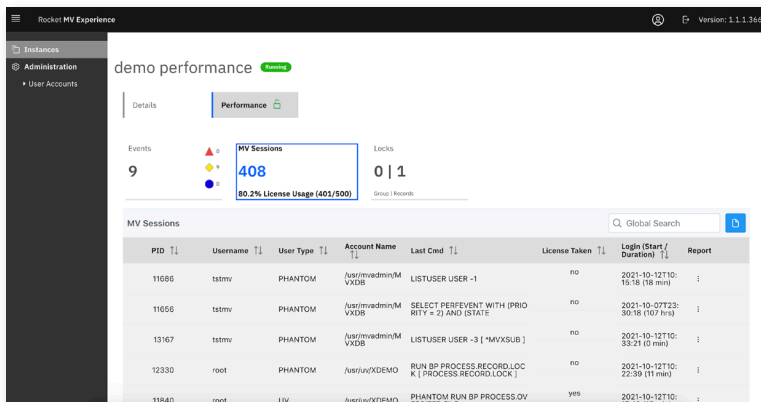 Rocket MV Experience
Version: 1.1.1.366
Instances
Administration
User Accounts
demo performance Running
Details
Performance
Events
9
0
9
0
MV Sessions
408
80.2% License Usage (401/500)
Locks
0 | 1
Group | Records
MV Sessions
Global Search
PID Username User Type Account Name Last Cmd License Taken Login (Start / Duration) Report
11686 tstmv PHANTOM /usr/mvadmin/M LISTUSER USER -1 no 2021-10-12T10:
VXDB 15:18 (18 min)
11656 tstmv PHANTOM /usr/mvadmin/M SELECT PERFEVENT WITH (PRIO no 2021-10-07T23:
VXDB RITY = 2) AND (STATE 30:18 (107 hrs)
13167 tstmv PHANTOM /usr/mvadmin/M LISTUSER USER -3 [ *MVXSUB ] no 2021-10-12T10:
VXDB 33:21 (0 min)
12330 root PHANTOM /usr/uv/XDEMO RUN BP PROCESS.RECORD.LOC no 2021-10-12T10:
K [ PROCESS.RECORD.LOCK ] 22:39 (11 min)
11840 root UV /usr/uv/XDEMO PHANTOM RUN BP PROCESS.OV yes 2021-10-12T10: